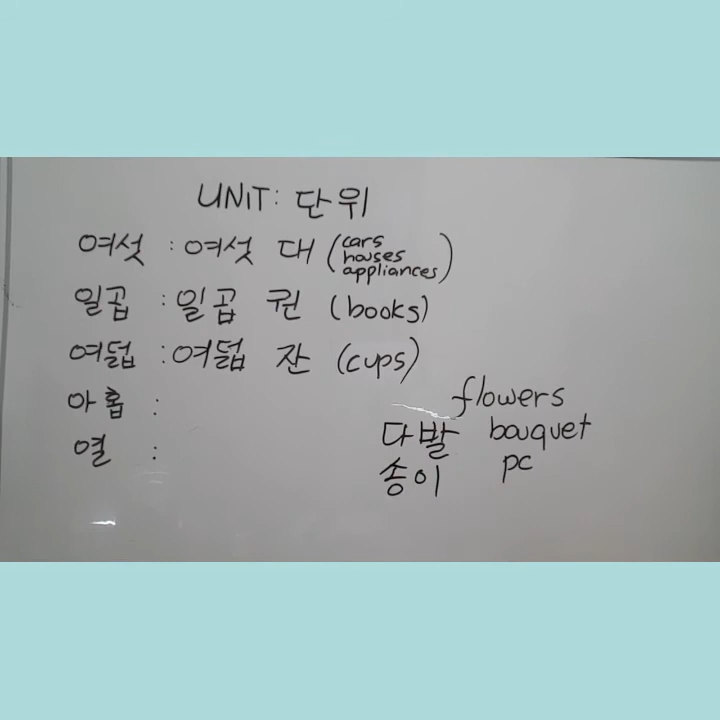 UNIT: 단위
여섯 : 여섯 대 (cars
houses
appliances)
일곱 : 일곱 권 (books)
여덟 : 여덟 잔 (cups)
아홉 :
열 :
flowers
다발 bouquet
송이 pc